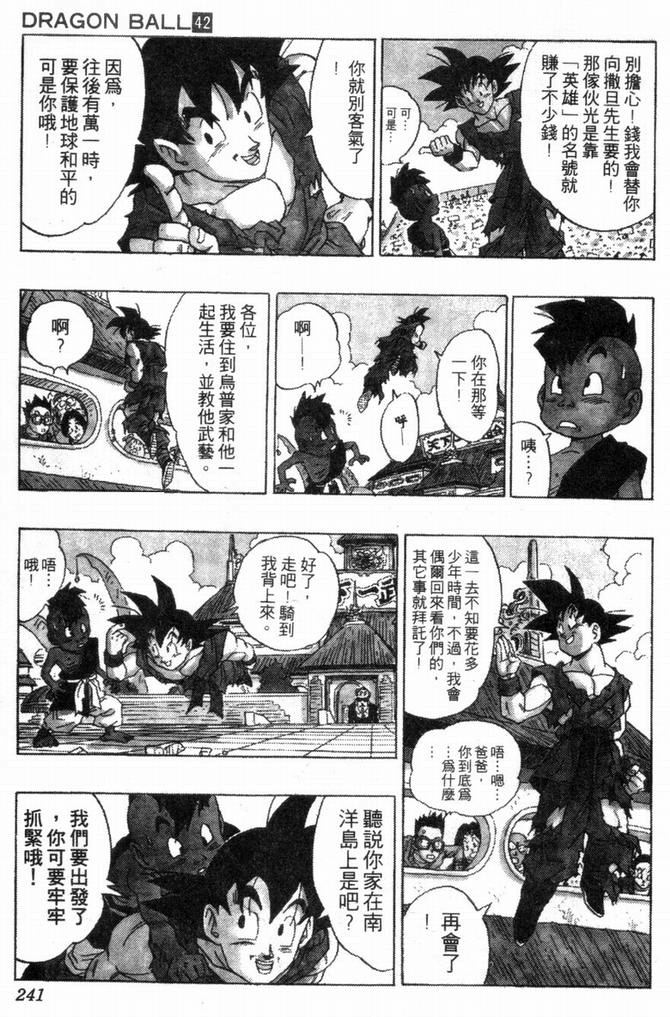 DRAGON BALL 42
別擔心！錢我會替你
向撒旦先生要的！
那傢伙光是靠
「英雄」的名號就
賺了不少錢！
可…
可是…
你就別客氣了
！
因為，
往後有萬一時，
要保護地球和平的
可是你哦！
咦…？
你在那等
一下！
咻—
啊——
天下
各位，
我要住到烏普家和他一
起生活，並教他武藝。
啊？
這一去不知要花多
少年時間，不過，我會
偶爾回來看你們的，
其它事就拜託了！
唔…嗯…
爸爸，
你到底為
…為什麼
…
再會了
！
好了，
走吧！騎到
我背上來。
唔…
哦！
下一武
聽說你家在南
洋島上是吧？
我們要出發了
，你可要牢牢
抓緊哦！
241